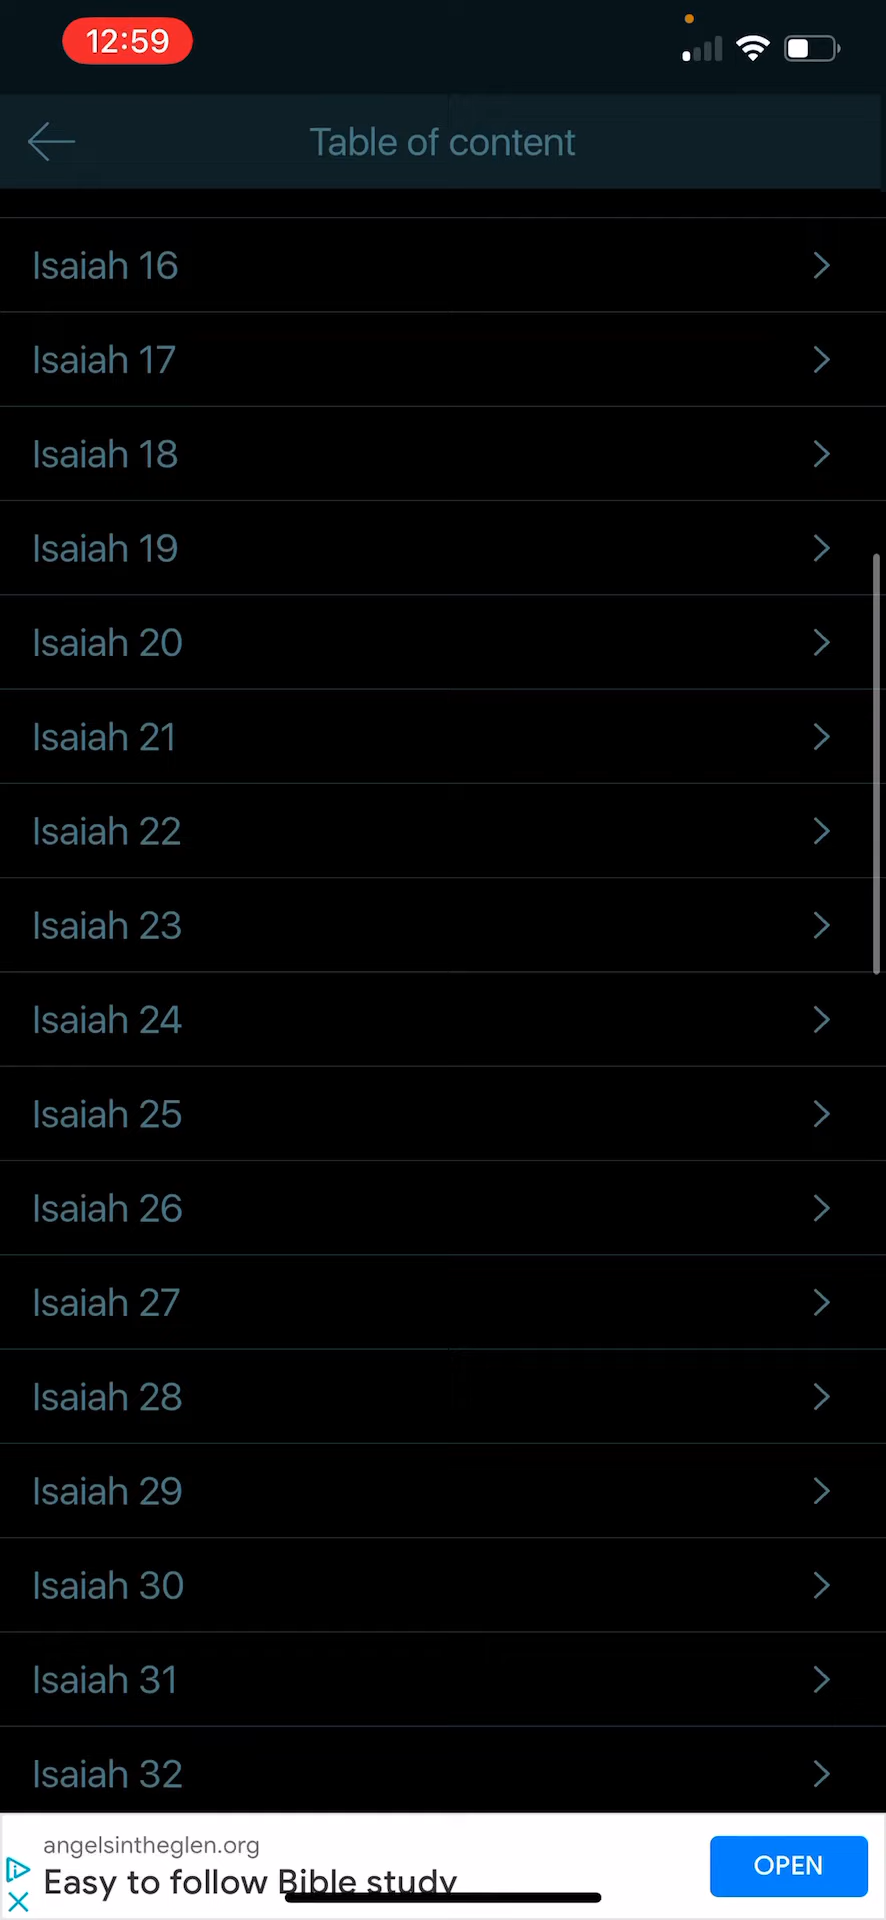 12:59
Table of content
Isaiah 16
Isaiah 17
Isaiah 18
Isaiah 19
Isaiah 20
Isaiah 21
Isaiah 22
Isaiah 23
Isaiah 24
Isaiah 25
Isaiah 26
Isaiah 27
Isaiah 28
Isaiah 29
Isaiah 30
Isaiah 31
Isaiah 32
angelsintheglen.org
Easy to follow Bible study
OPEN